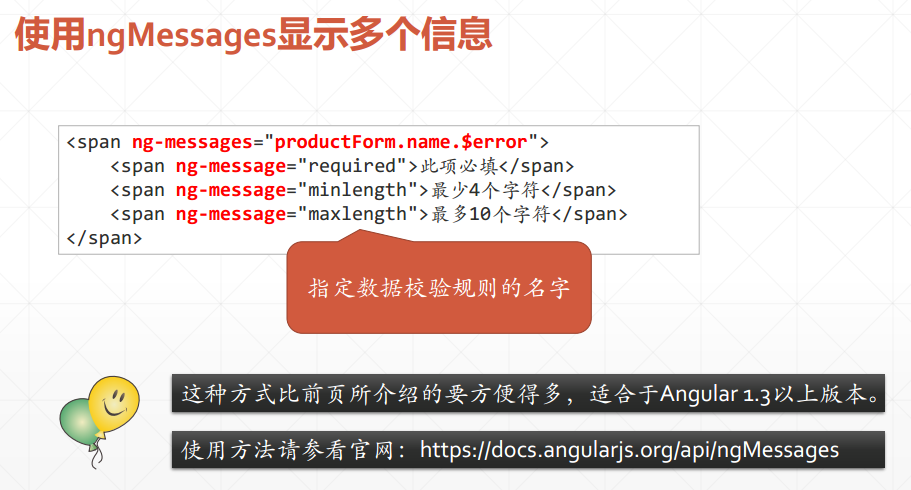 使用ngMessages显示多个信息
<span ng-messages="productForm.name.$error">
    <span ng-message="required">此项必填</span>
    <span ng-message="minlength">最少4个字符</span>
    <span ng-message="maxlength">最多10个字符</span>
</span>
指定数据校验规则的名字
这种方式比前页所介绍的要方便得多，适合于Angular 1.3以上版本。
使用方法请参看官网：https://docs.angularjs.org/api/ngMessages